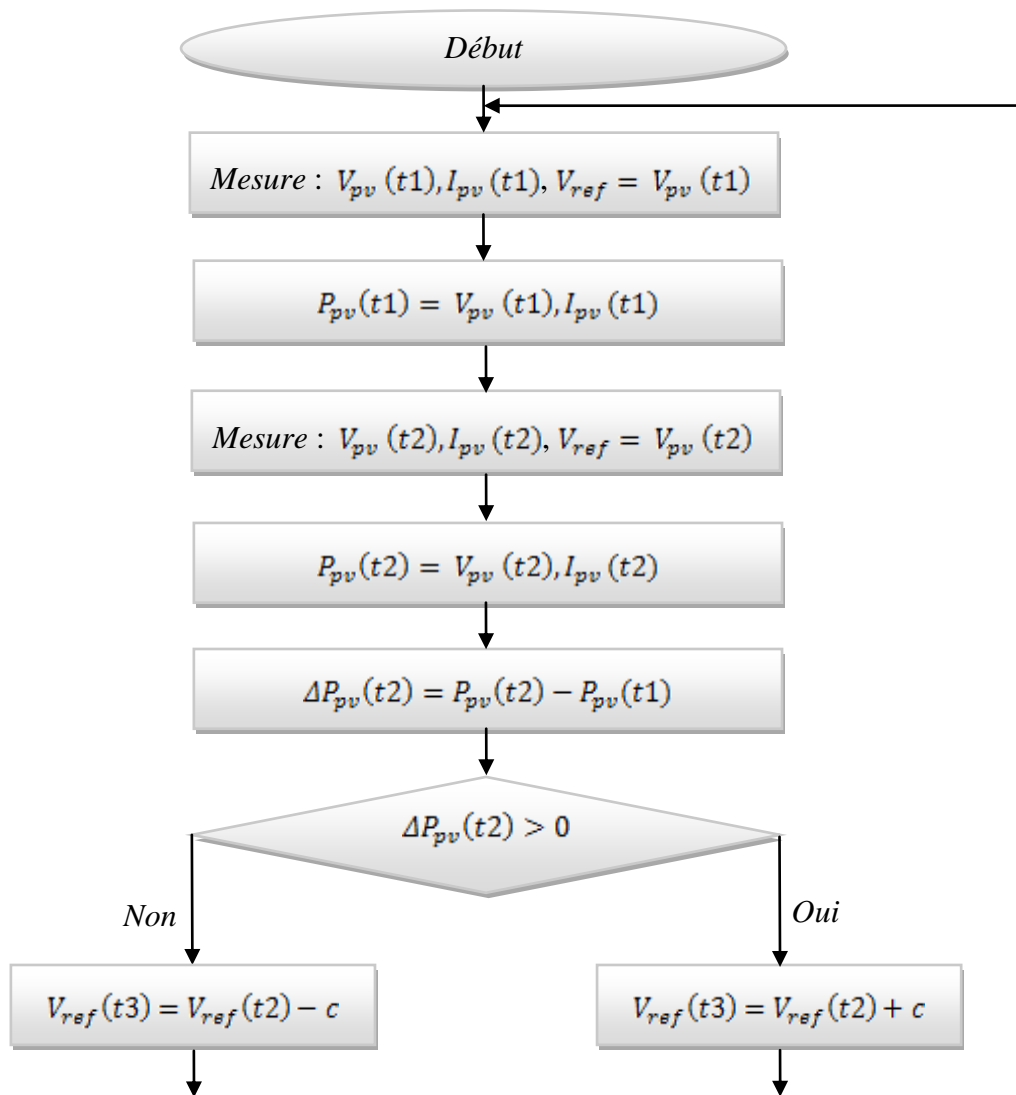 Début
Mesure : V_pv (t1), I_pv (t1), V_ref = V_pv (t1)
P_pv(t1) = V_pv (t1), I_pv (t1)
Mesure : V_pv (t2), I_pv (t2), V_ref = V_pv (t2)
P_pv(t2) = V_pv (t2), I_pv (t2)
ΔP_pv(t2) = P_pv(t2) − P_pv(t1)
ΔP_pv(t2) > 0
Non
Oui
V_ref(t3) = V_ref(t2) − c
V_ref(t3) = V_ref(t2) + c